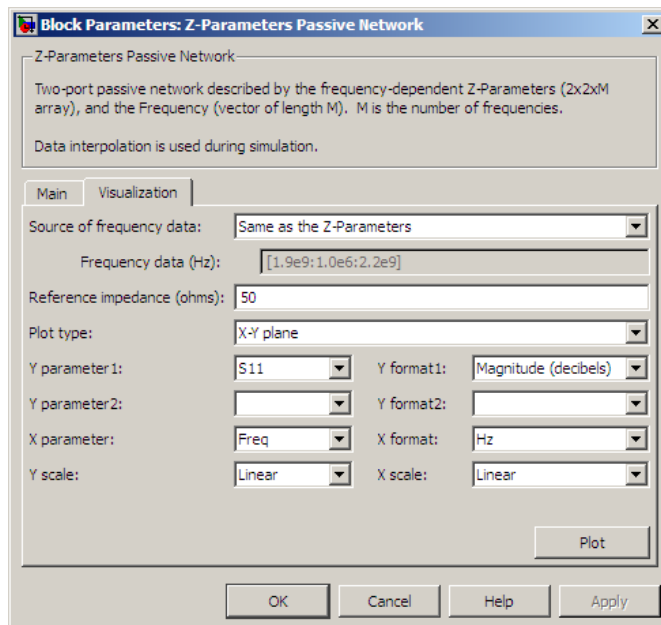 Block Parameters: Z-Parameters Passive Network
Z-Parameters Passive Network
Two-port passive network described by the frequency-dependent Z-Parameters (2x2xM
array), and the Frequency (vector of length M). M is the number of frequencies.
Data interpolation is used during simulation.
Main Visualization
Source of frequency data: Same as the Z-Parameters
Frequency data (Hz): [1.9e9:1.0e6:2.2e9]
Reference impedance (ohms): 50
Plot type: X-Y plane
Y parameter1: S11 Y format1: Magnitude (decibels)
Y parameter2: Y format2:
X parameter: Freq X format: Hz
Y scale: Linear X scale: Linear
Plot
OK Cancel Help Apply